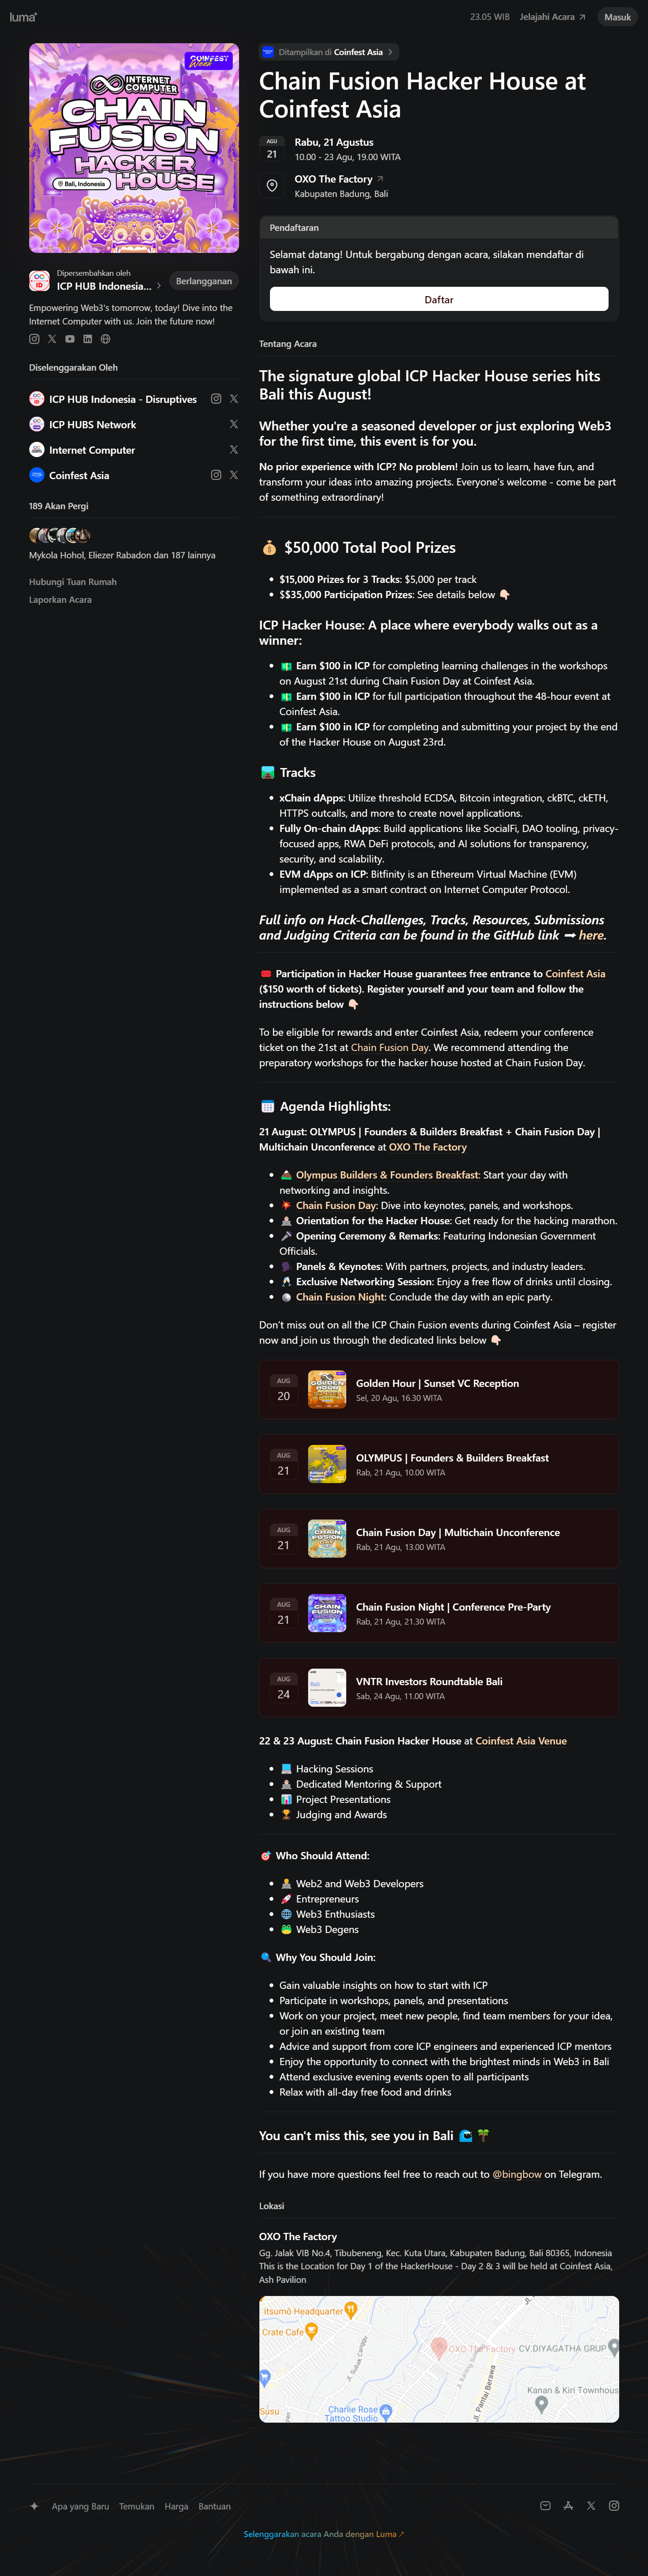 luma
23.05 WIB
Jelajahi Acara
Masuk
COINFEST
Week
INTERNET
COMPUTER
CHAIN
FUSION
HACKER
Bali, Indonesia
HOUSE
Dipersembahkan oleh
ICP HUB Indonesia...
Berlangganan
Empowering Web3's tomorrow, today! Dive into the
Internet Computer with us. Join the future now!
Diselenggarakan Oleh
ICP HUB Indonesia - Disruptives
ICP HUBS Network
Internet Computer
Coinfest Asia
189 Akan Pergi
Mykola Hohol, Eliezer Rabadon dan 187 lainnya
Hubungi Tuan Rumah
Laporkan Acara
Ditampilkan di Coinfest Asia
Chain Fusion Hacker House at
Coinfest Asia
AGU
21
Rabu, 21 Agustus
10.00 - 23 Agu, 19.00 WITA
OXO The Factory
Kabupaten Badung, Bali
Pendaftaran
Selamat datang! Untuk bergabung dengan acara, silakan mendaftar di
bawah ini.
Daftar
Tentang Acara
The signature global ICP Hacker House series hits
Bali this August!
Whether you're a seasoned developer or just exploring Web3
for the first time, this event is for you.
No prior experience with ICP? No problem! Join us to learn, have fun, and
transform your ideas into amazing projects. Everyone's welcome - come be part
of something extraordinary!
💰 $50,000 Total Pool Prizes
• $15,000 Prizes for 3 Tracks: $5,000 per track
• $$35,000 Participation Prizes: See details below 👇🏻
ICP Hacker House: A place where everybody walks out as a
winner:
• 💵 Earn $100 in ICP for completing learning challenges in the workshops
on August 21st during Chain Fusion Day at Coinfest Asia.
• 💵 Earn $100 in ICP for full participation throughout the 48-hour event at
Coinfest Asia.
• 💵 Earn $100 in ICP for completing and submitting your project by the end
of the Hacker House on August 23rd.
🛤️ Tracks
• xChain dApps: Utilize threshold ECDSA, Bitcoin integration, ckBTC, ckETH,
HTTPS outcalls, and more to create novel applications.
• Fully On-chain dApps: Build applications like SocialFi, DAO tooling, privacy-
focused apps, RWA DeFi protocols, and AI solutions for transparency,
security, and scalability.
• EVM dApps on ICP: Bitfinity is an Ethereum Virtual Machine (EVM)
implemented as a smart contract on Internet Computer Protocol.
Full info on Hack-Challenges, Tracks, Resources, Submissions
and Judging Criteria can be found in the GitHub link ➡ here.
🎟️ Participation in Hacker House guarantees free entrance to Coinfest Asia
($150 worth of tickets). Register yourself and your team and follow the
instructions below 👇🏻
To be eligible for rewards and enter Coinfest Asia, redeem your conference
ticket on the 21st at Chain Fusion Day. We recommend attending the
preparatory workshops for the hacker house hosted at Chain Fusion Day.
🗓️ Agenda Highlights:
21 August: OLYMPUS | Founders & Builders Breakfast + Chain Fusion Day |
Multichain Unconference at OXO The Factory
• Olympus Builders & Founders Breakfast: Start your day with
networking and insights.
• 💥 Chain Fusion Day: Dive into keynotes, panels, and workshops.
• Orientation for the Hacker House: Get ready for the hacking marathon.
• 🎤 Opening Ceremony & Remarks: Featuring Indonesian Government
Officials.
• 🗣️ Panels & Keynotes: With partners, projects, and industry leaders.
• 🥂 Exclusive Networking Session: Enjoy a free flow of drinks until closing.
• 🪩 Chain Fusion Night: Conclude the day with an epic party.
Don't miss out on all the ICP Chain Fusion events during Coinfest Asia – register
now and join us through the dedicated links below 👇🏻
AUG
20
Golden Hour | Sunset VC Reception
Sel, 20 Agu, 16.30 WITA
AUG
21
OLYMPUS | Founders & Builders Breakfast
Rab, 21 Agu, 10.00 WITA
AUG
21
Chain Fusion Day | Multichain Unconference
Rab, 21 Agu, 13.00 WITA
AUG
21
Chain Fusion Night | Conference Pre-Party
Rab, 21 Agu, 21.30 WITA
AUG
24
VNTR Investors Roundtable Bali
Sab, 24 Agu, 11.00 WITA
22 & 23 August: Chain Fusion Hacker House at Coinfest Asia Venue
• 💻 Hacking Sessions
• Dedicated Mentoring & Support
• 📊 Project Presentations
• 🏆 Judging and Awards
🎯 Who Should Attend:
• Web2 and Web3 Developers
• 🚀 Entrepreneurs
• 🌐 Web3 Enthusiasts
• 🐸 Web3 Degens
🔍 Why You Should Join:
• Gain valuable insights on how to start with ICP
• Participate in workshops, panels, and presentations
• Work on your project, meet new people, find team members for your idea,
or join an existing team
• Advice and support from core ICP engineers and experienced ICP mentors
• Enjoy the opportunity to connect with the brightest minds in Web3 in Bali
• Attend exclusive evening events open to all participants
• Relax with all-day free food and drinks
You can't miss this, see you in Bali 🌊 🌴
If you have more questions feel free to reach out to @bingbow on Telegram.
Lokasi
OXO The Factory
Gg. Jalak VIB No.4, Tibubeneng, Kec. Kuta Utara, Kabupaten Badung, Bali 80365, Indonesia
This is the Location for Day 1 of the HackerHouse - Day 2 & 3 will be held at Coinfest Asia,
Ash Pavilion
itsumō Headquarter
Crate Cafe
Jl. Subak Canggu
OXO The Factory
CV.DIYAGATHA GRUP
Jl. Pantai Berawa
Kanan & Kiri Townhous
Charlie Rose
Tattoo Studio
Susu
Apa yang Baru
Temukan
Harga
Bantuan
Selenggarakan acara Anda dengan Luma ↗